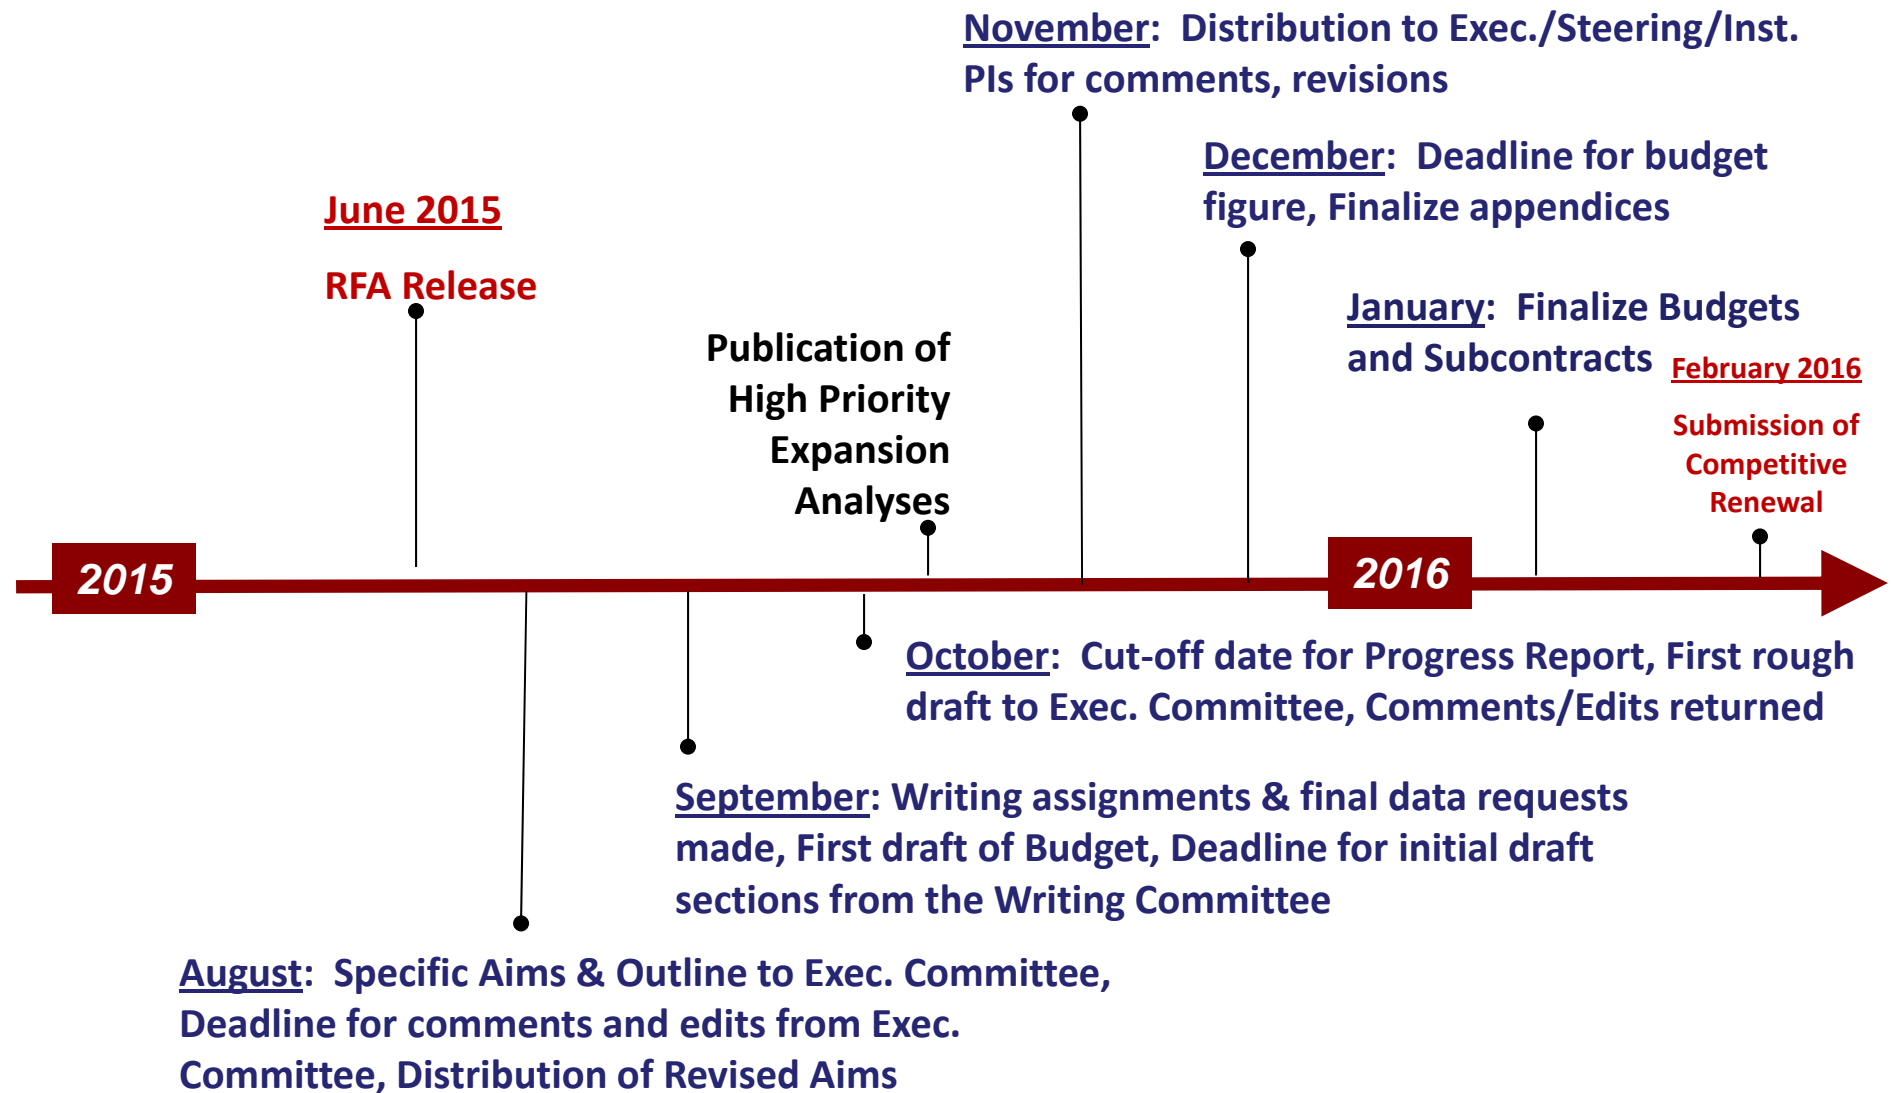 November:  Distribution to Exec./Steering/Inst.
PIs for comments, revisions
December:  Deadline for budget
figure, Finalize appendices
June 2015
RFA Release
January:  Finalize Budgets
and Subcontracts
Publication of
High Priority
Expansion
Analyses
February 2016
Submission of
Competitive
Renewal
2015
2016
October:  Cut-off date for Progress Report, First rough
draft to Exec. Committee, Comments/Edits returned
September: Writing assignments & final data requests
made, First draft of Budget, Deadline for initial draft
sections from the Writing Committee
August:  Specific Aims & Outline to Exec. Committee,
Deadline for comments and edits from Exec.
Committee, Distribution of Revised Aims